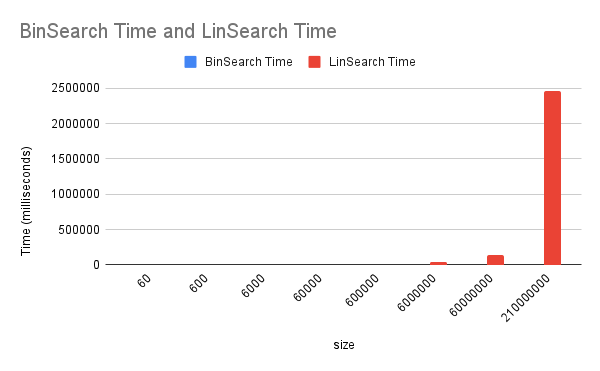 BinSearch Time and LinSearch Time
BinSearch Time
LinSearch Time
Time (milliseconds)
2500000
2000000
1500000
1000000
500000
0
60
600
6000
60000
600000
6000000
60000000
210000000
size